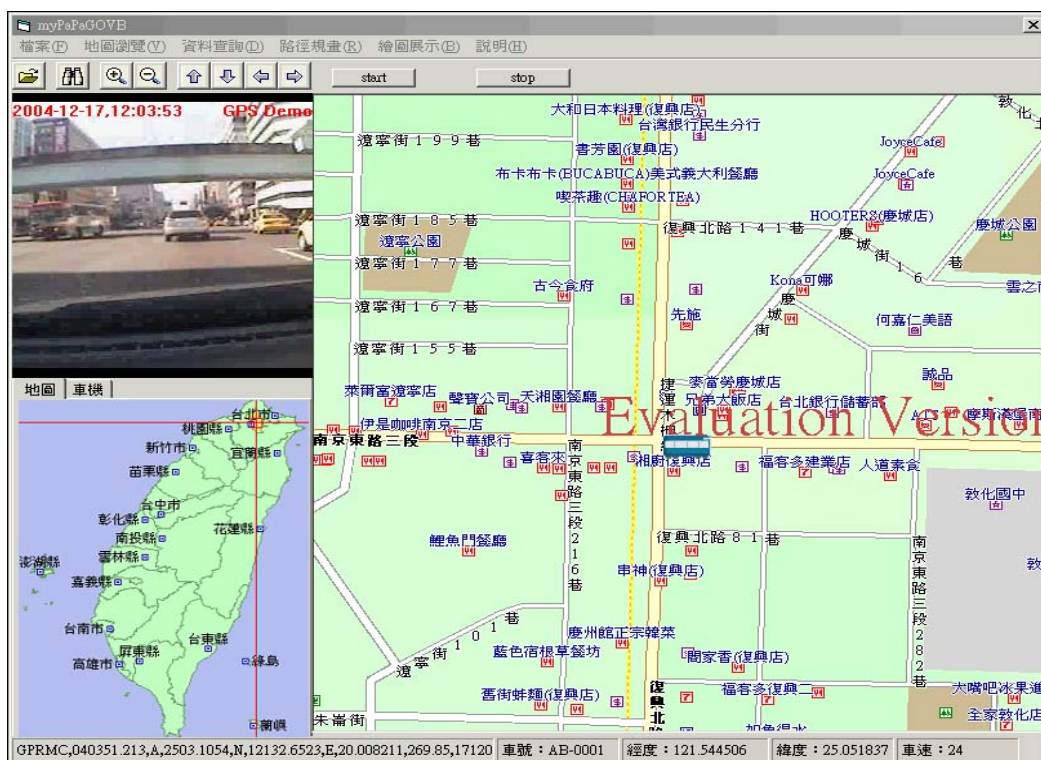 myPaPaGOVB
檔案(F) 地圖瀏覽(V) 資料查詢(D) 路徑規畫(R) 繪圖展示(B) 說明(H)
start stop
2004-12-17,12:03:53 GPS Demo
地圖 車機
台北市
桃園縣
新竹市
宜蘭縣
苗栗縣
台中市
彰化縣
花蓮縣
南投縣
澎湖縣
雲林縣
嘉義縣
台南市
台東縣
屏東縣
高雄市
綠島
蘭嶼
大和日本料理(復興店)
台灣銀行民生分行
敦化北
遼寧街199巷
書芳園(復興店)
JoyceCafe
布卡布卡(BUCABUCA)美式義大利餐廳
JoyceCafe
喫茶趣(CHAFORTEA)
遼寧街185巷
復興北路141巷
HOOTERS(慶城店)
慶城公園
遼寧公園
慶城街16巷
遼寧街177巷
古今食府
Kona可娜
雲之南
遼寧街167巷
先施
慶城街
何嘉仁美語
遼寧街155巷
誠品
萊爾富遼寧店
聲寶公司
天湘園餐廳
捷運木柵線
麥當勞慶城店
兄弟大飯店
台北銀行儲蓄部
Evaluation Version
伊是咖啡南京二店
南京東路三段
中華銀行
喜客來
湘廚復興店
福客多建業店
人道素食
敦化國中
南京東路三段216巷
鯉魚門餐廳
復興北路81巷
南京東路三段282巷
串神(復興店)
遼寧街101巷
慶州館正宗韓菜
藍色宿根草餐坊
閻家香(復興店)
舊街蚵麵(復興店)
復興北
福客多復興二
大嘴吧冰果進
朱崙街
全家敦化店
如魚得水
GPRMC,040351.213,A,2503.1054,N,12132.6523,E,20.008211,269.85,17120 車號：AB-0001 經度：121.544506 緯度：25.051837 車速：24